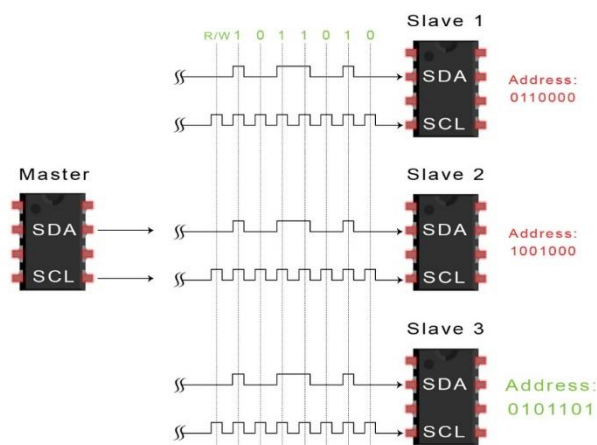 Slave 1
R/W 1 0 1 1 0 1 0
SDA
SCL
Address:
0110000
Master
SDA
SCL
Slave 2
SDA
SCL
Address:
1001000
Slave 3
SDA
SCL
Address:
0101101